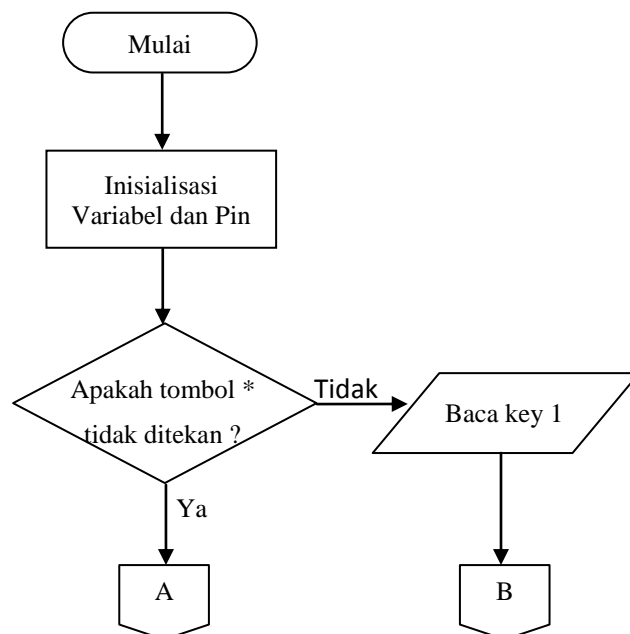 Mulai
Inisialisasi
Variabel dan Pin
Apakah tombol *
tidak ditekan ?
Tidak
Baca key 1
Ya
A
B